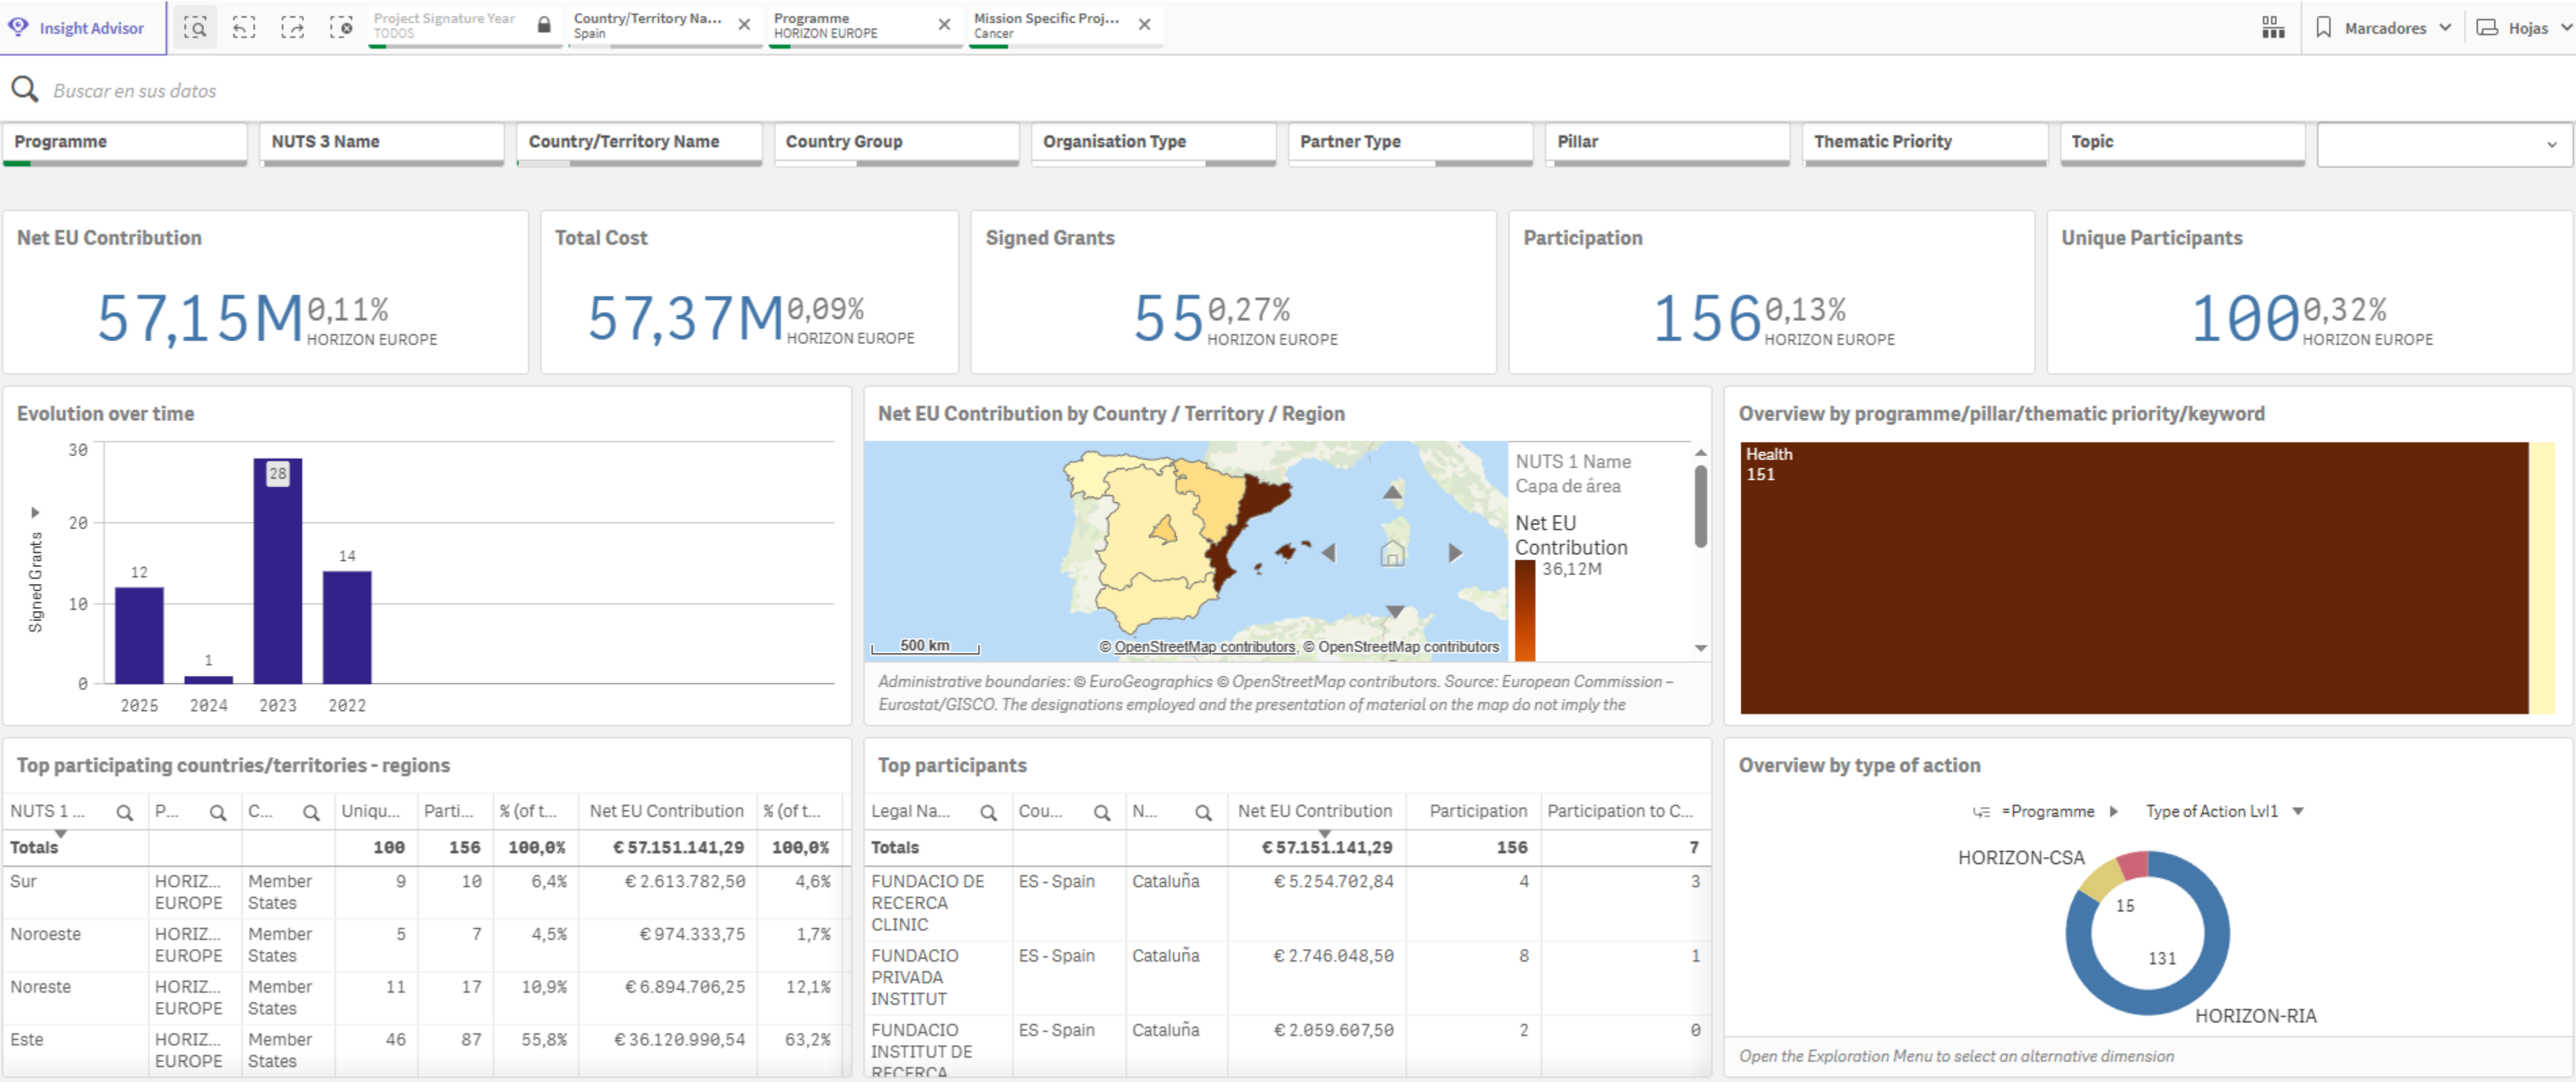 Insight Advisor
Project Signature Year
TODOS
Country/Territory Na...
Spain
Programme
HORIZON EUROPE
Mission Specific Proj...
Cancer
Marcadores
Hojas
Buscar en sus datos
Programme
NUTS 3 Name
Country/Territory Name
Country Group
Organisation Type
Partner Type
Pillar
Thematic Priority
Topic
Net EU Contribution
57,15M
0,11%
HORIZON EUROPE
Total Cost
57,37M
0,09%
HORIZON EUROPE
Signed Grants
55
0,27%
HORIZON EUROPE
Participation
156
0,13%
HORIZON EUROPE
Unique Participants
100
0,32%
HORIZON EUROPE
Evolution over time
Signed Grants
30
20
10
0
12
1
28
14
2025 2024 2023 2022
Net EU Contribution by Country / Territory / Region
NUTS 1 Name
Capa de área
Net EU
Contribution
36,12M
500 km
© OpenStreetMap contributors, © OpenStreetMap contributors
Administrative boundaries: © EuroGeographics © OpenStreetMap contributors. Source: European Commission –
Eurostat/GISCO. The designations employed and the presentation of material on the map do not imply the
Overview by programme/pillar/thematic priority/keyword
Health
151
Top participating countries/territories - regions
NUTS 1 ... P... C... Uniqu... Parti... % (of t... Net EU Contribution % (of t...
Totals 100 156 100,0% € 57.151.141,29 100,0%
Sur HORIZ... Member 9 10 6,4% € 2.613.782,50 4,6%
EUROPE States
Noroeste HORIZ... Member 5 7 4,5% € 974.333,75 1,7%
EUROPE States
Noreste HORIZ... Member 11 17 10,9% € 6.894.706,25 12,1%
EUROPE States
Este HORIZ... Member 46 87 55,8% € 36.120.990,54 63,2%
EUROPE States
Top participants
Legal Na... Cou... N... Net EU Contribution Participation Participation to C...
Totals € 57.151.141,29 156 7
FUNDACIO DE ES - Spain Cataluña € 5.254.702,84 4 3
RECERCA
CLINIC
FUNDACIO ES - Spain Cataluña € 2.746.048,50 8 1
PRIVADA
INSTITUT
FUNDACIO ES - Spain Cataluña € 2.059.607,50 2 0
INSTITUT DE
RECERCA
Overview by type of action
=Programme Type of Action Lvl1
HORIZON-CSA
15
131
HORIZON-RIA
Open the Exploration Menu to select an alternative dimension